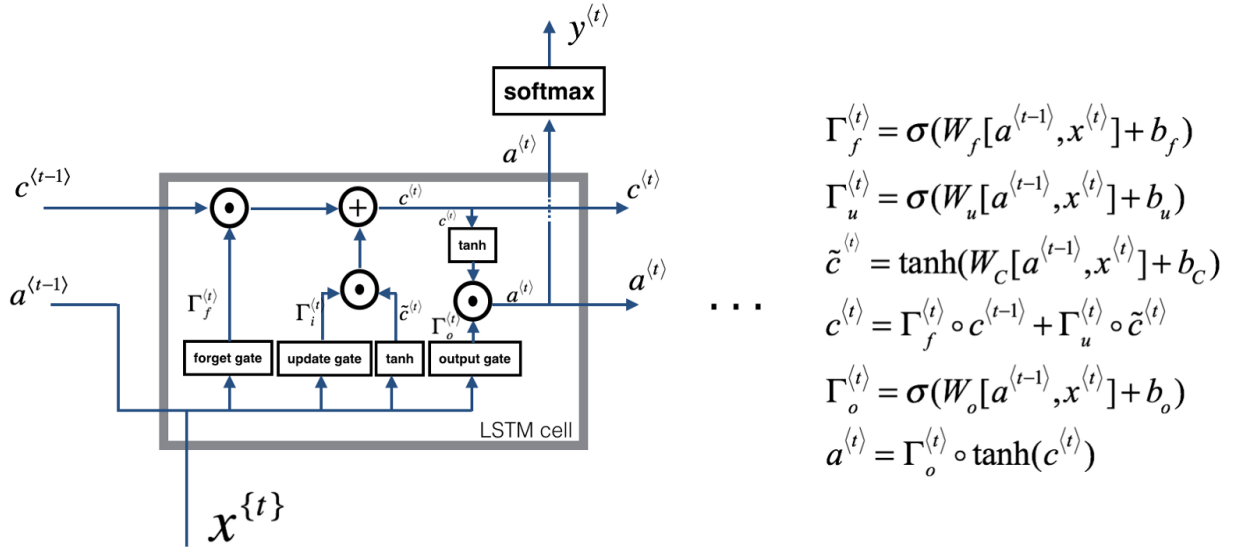 y⟨t⟩
softmax
a⟨t⟩
c⟨t−1⟩
c⟨t⟩
c⟨t⟩
c⟨t⟩
tanh
a⟨t−1⟩
a⟨t⟩
a⟨t⟩
Γf⟨t⟩
Γi⟨t⟩
c̃⟨t⟩
Γo⟨t⟩
forget gate
update gate
tanh
output gate
LSTM cell
x{t}
. . .
Γf⟨t⟩ = σ(Wf[a⟨t−1⟩, x⟨t⟩] + bf)
Γu⟨t⟩ = σ(Wu[a⟨t−1⟩, x⟨t⟩] + bu)
c̃⟨t⟩ = tanh(WC[a⟨t−1⟩, x⟨t⟩] + bC)
c⟨t⟩ = Γf⟨t⟩ ∘ c⟨t−1⟩ + Γu⟨t⟩ ∘ c̃⟨t⟩
Γo⟨t⟩ = σ(Wo[a⟨t−1⟩, x⟨t⟩] + bo)
a⟨t⟩ = Γo⟨t⟩ ∘ tanh(c⟨t⟩)